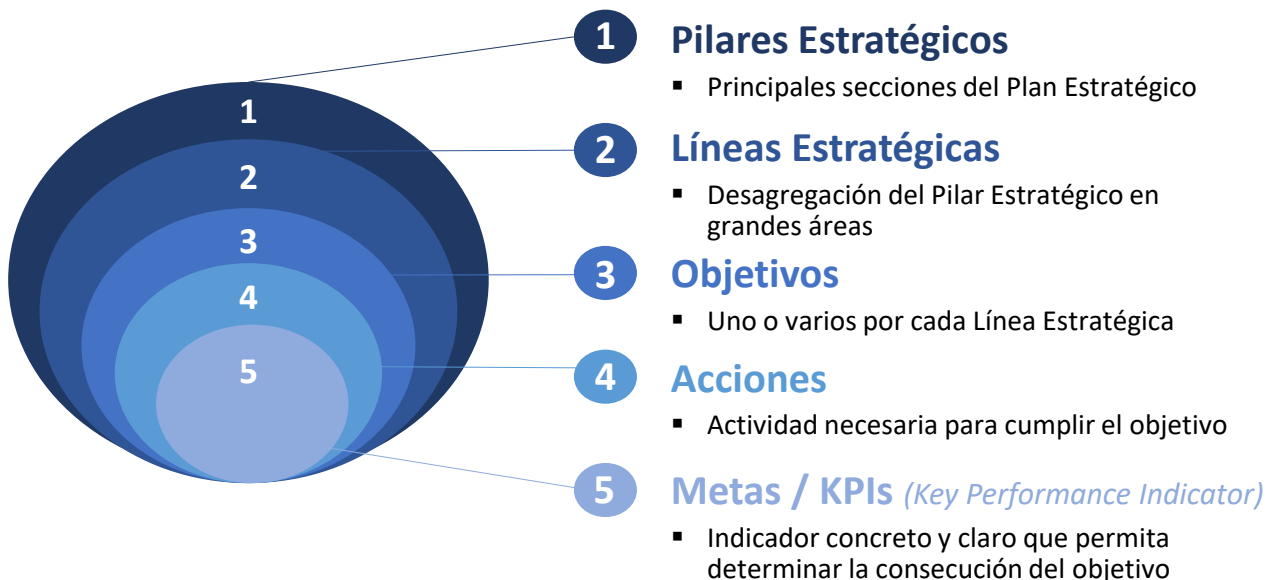 1
2
3
4
5
1 Pilares Estratégicos
▪ Principales secciones del Plan Estratégico
2 Líneas Estratégicas
▪ Desagregación del Pilar Estratégico en
grandes áreas
3 Objetivos
▪ Uno o varios por cada Línea Estratégica
4 Acciones
▪ Actividad necesaria para cumplir el objetivo
5 Metas / KPIs (Key Performance Indicator)
▪ Indicador concreto y claro que permita
determinar la consecución del objetivo